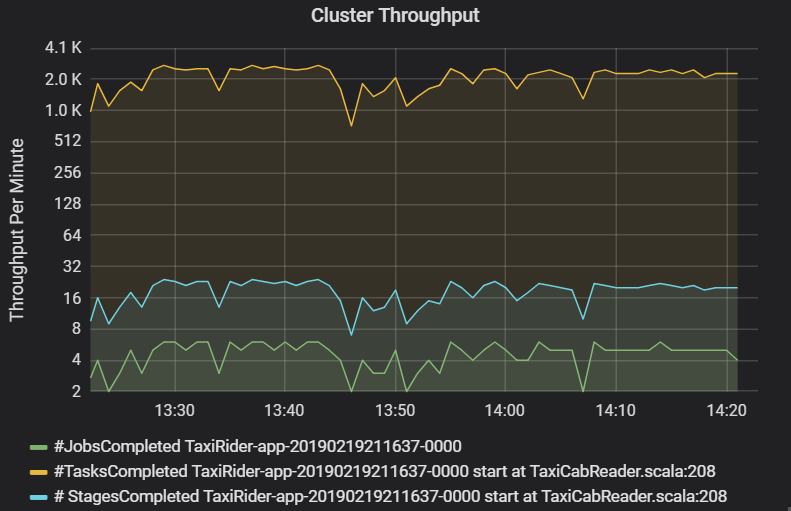 Cluster Throughput
4.1 K
2.0 K
1.0 K
512
256
128
64
32
16
8
4
2
Throughput Per Minute
13:30 13:40 13:50 14:00 14:10 14:20
#JobsCompleted TaxiRider-app-20190219211637-0000
#TasksCompleted TaxiRider-app-20190219211637-0000 start at TaxiCabReader.scala:208
# StagesCompleted TaxiRider-app-20190219211637-0000 start at TaxiCabReader.scala:208